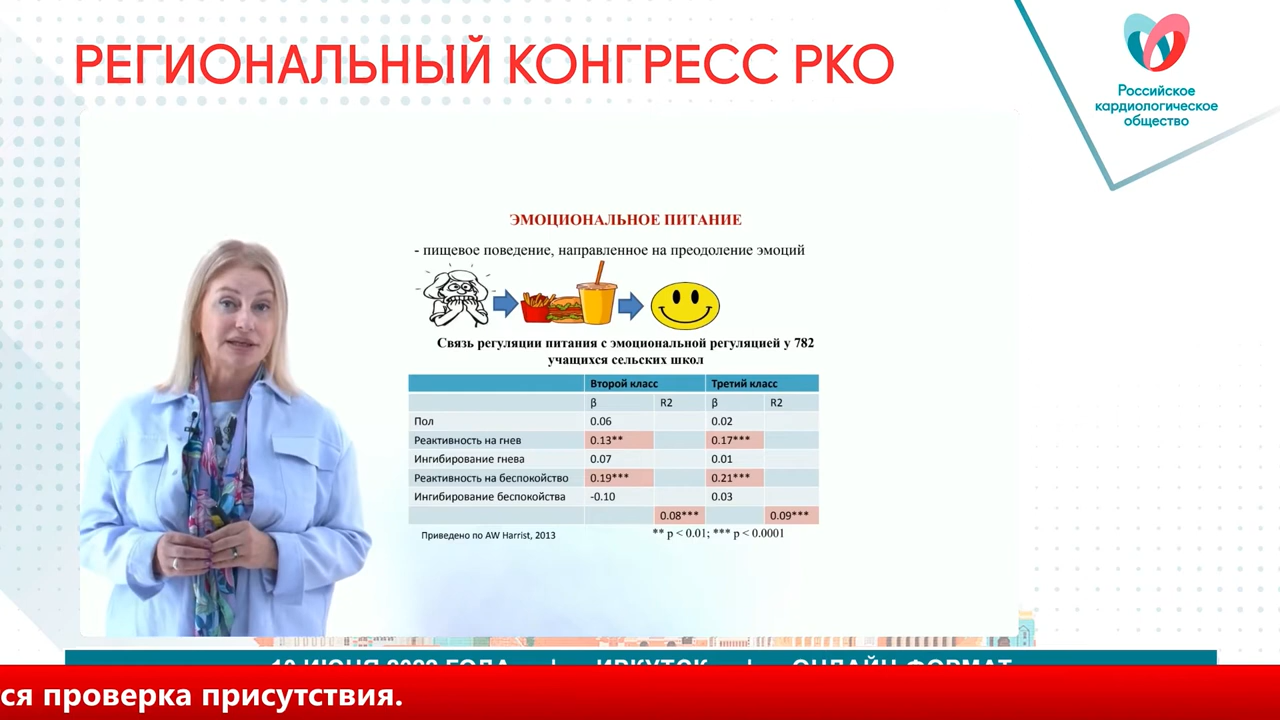 РЕГИОНАЛЬНЫЙ КОНГРЕСС РКО
Российское
кардиологическое
общество
ЭМОЦИОНАЛЬНОЕ ПИТАНИЕ
- пищевое поведение, направленное на преодоление эмоций
Связь регуляции питания с эмоциональной регуляцией у 782
учащихся сельских школ
Второй класс Третий класс
β R2 β R2
Пол 0.06 0.02
Реактивность на гнев 0.13** 0.17***
Ингибирование гнева 0.07 0.01
Реактивность на беспокойство 0.19*** 0.21***
Ингибирование беспокойства -0.10 0.03
0.08*** 0.09***
Приведено по AW Harrist, 2013 ** p < 0.01; *** p < 0.0001
ИРКУТСК | ОНЛАЙН-ФОРМАТ
ся проверка присутствия.